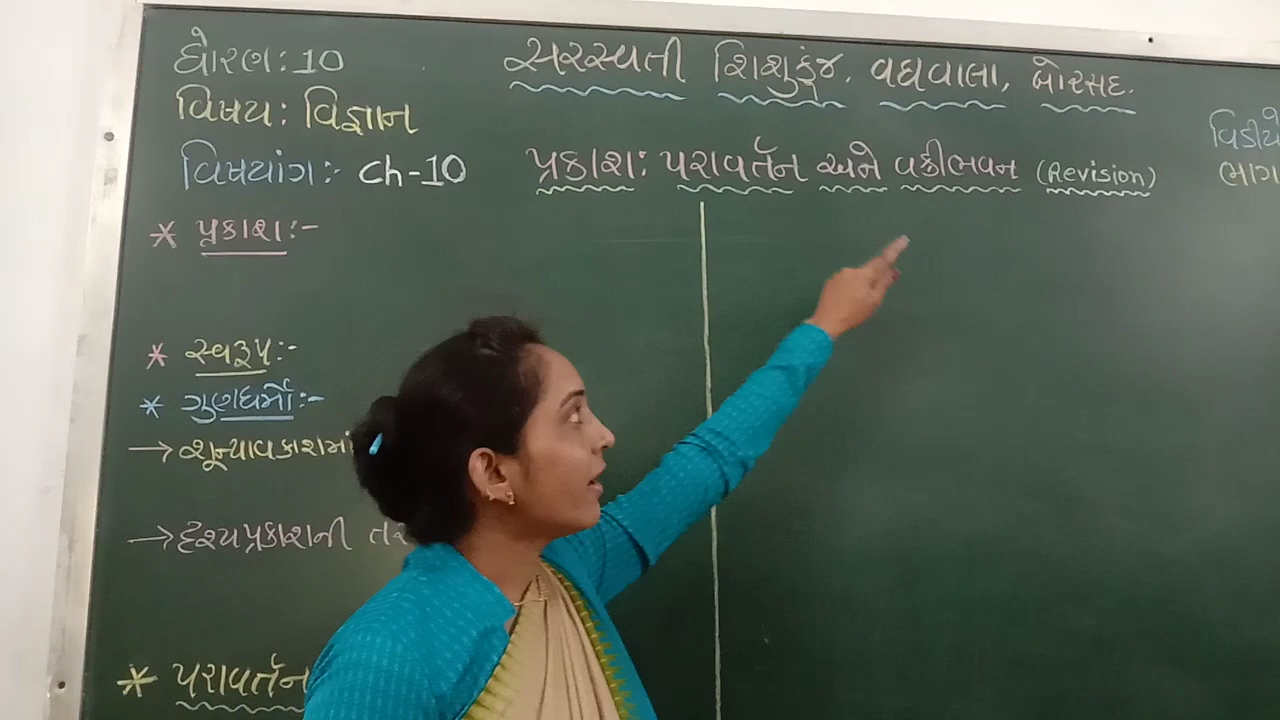 ધોરણ: 10
સરસ્વતી શિશુકુંજ, વઘવાલા, બોરસદ.
વિષય: વિજ્ઞાન
વિષયાંગ:- Ch-10
પ્રકાશ: પરાવર્તન અને વક્રીભવન (Revision)
વિડીયો
ભાગ
* પ્રકાશ:-
* સ્વરૂપ:-
* ગુણધર્મો:-
→ શૂન્યાવકાશમાં
→ દૃશ્યપ્રકાશની
* પરાવર્તન